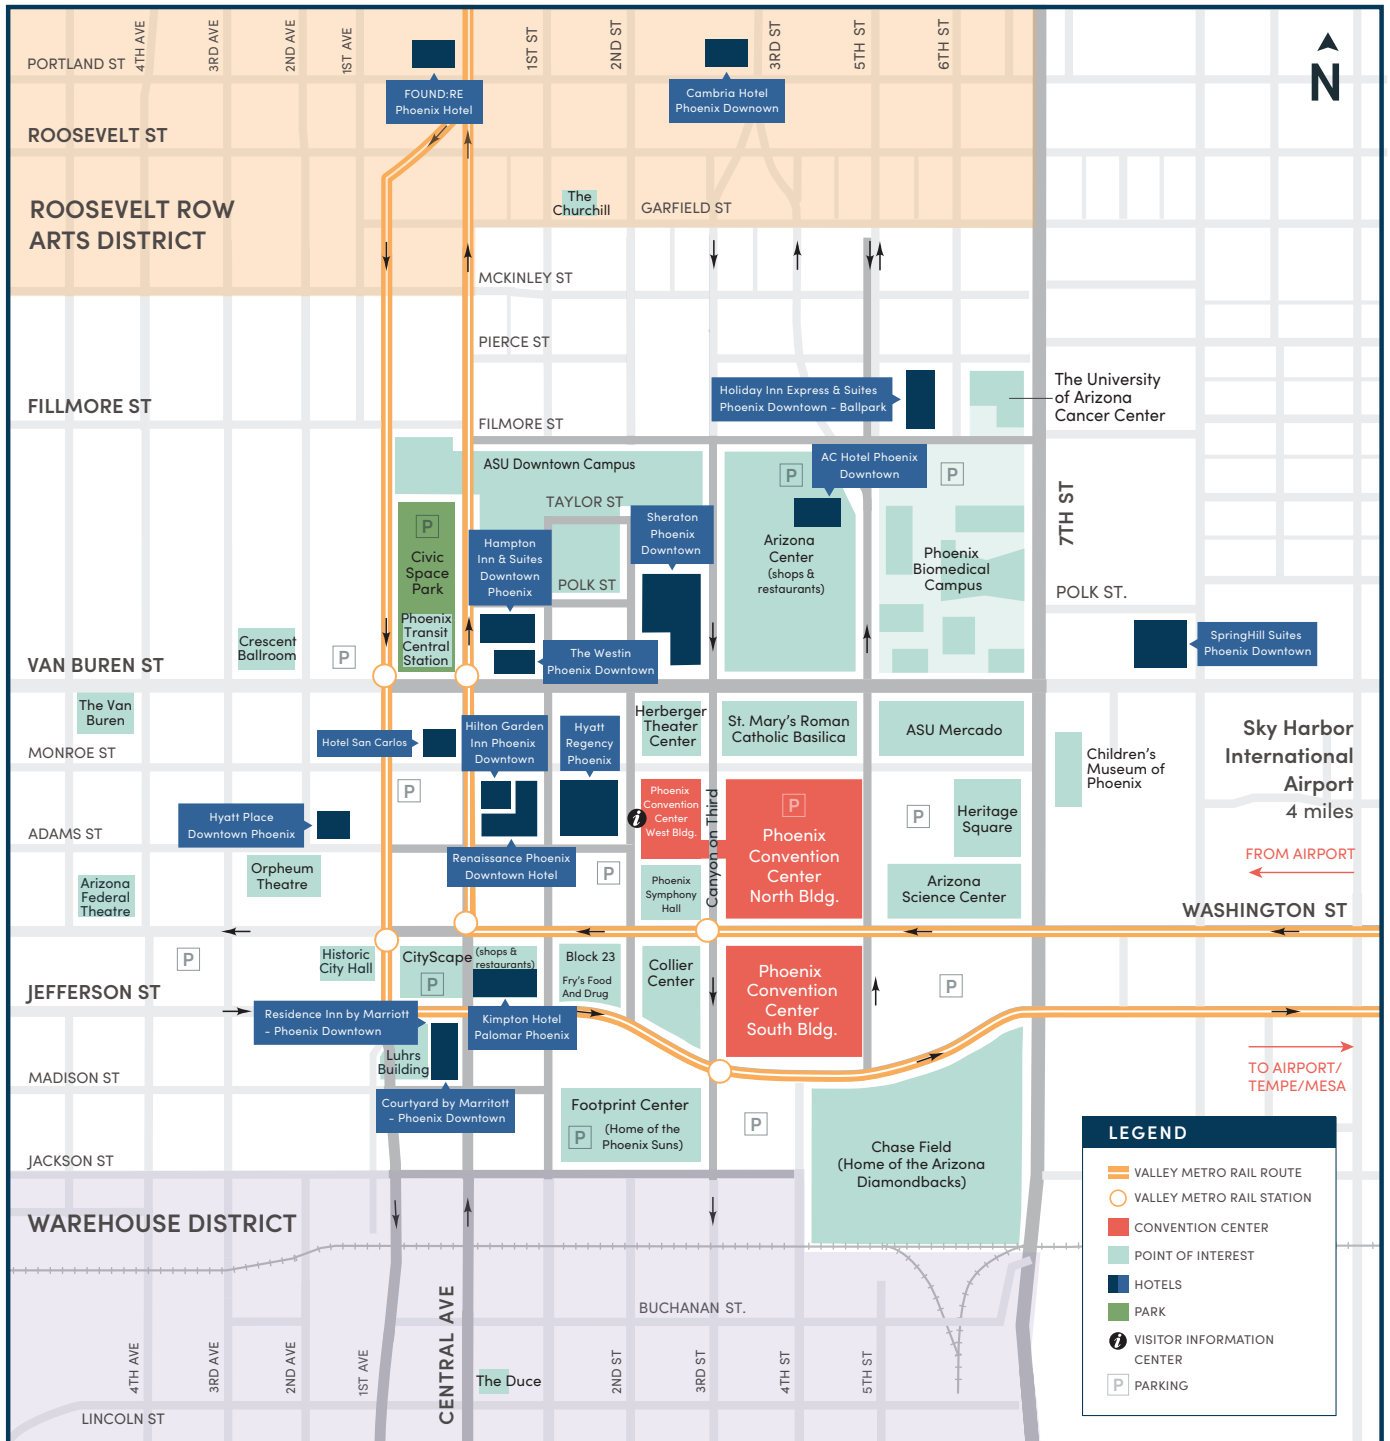 4TH AVE
3RD AVE
2ND AVE
1ST AVE
1ST ST
2ND ST
3RD ST
5TH ST
6TH ST
N
PORTLAND ST
FOUND:RE
Phoenix Hotel
Cambria Hotel
Phoenix Downown
ROOSEVELT ST
ROOSEVELT ROW
ARTS DISTRICT
The
Churchill
GARFIELD ST
MCKINLEY ST
PIERCE ST
Holiday Inn Express & Suites
Phoenix Downtown - Ballpark
The University
of Arizona
Cancer Center
FILLMORE ST
FILMORE ST
ASU Downtown Campus
P
AC Hotel Phoenix
Downtown
P
TAYLOR ST
7TH ST
P
Civic
Space
Park
Hampton
Inn & Suites
Downtown
Phoenix
Sheraton
Phoenix
Downtown
Arizona
Center
(shops &
restaurants)
Phoenix
Biomedical
Campus
POLK ST
POLK ST.
Phoenix
Transit
Central
Station
Crescent
Ballroom
P
The Westin
Phoenix Downtown
SpringHill Suites
Phoenix Downtown
VAN BUREN ST
The Van
Buren
Hotel San Carlos
Hilton Garden
Inn Phoenix
Downtown
Hyatt
Regency
Phoenix
Herberger
Theater
Center
St. Mary's Roman
Catholic Basilica
ASU Mercado
Children's
Museum of
Phoenix
Sky Harbor
International
Airport
4 miles
MONROE ST
P
Hyatt Place
Downtown Phoenix
i
Phoenix
Convention
Center
West Bldg.
Canyon on Third
P
Phoenix
Convention
Center
North Bldg.
P
Heritage
Square
ADAMS ST
Renaissance Phoenix
Downtown Hotel
P
FROM AIRPORT
Arizona
Federal
Theatre
Orpheum
Theatre
Phoenix
Symphony
Hall
Arizona
Science Center
WASHINGTON ST
P
Historic
City Hall
CityScape
(shops &
restaurants)
P
Block 23
Fry's Food
And Drug
Collier
Center
Phoenix
Convention
Center
South Bldg.
P
JEFFERSON ST
Residence Inn by Marriott
- Phoenix Downtown
Kimpton Hotel
Palomar Phoenix
Luhrs
Building
MADISON ST
TO AIRPORT/
TEMPE/MESA
Courtyard by Marritott
- Phoenix Downtown
Footprint Center
P
(Home of the
Phoenix Suns)
P
Chase Field
(Home of the Arizona
Diamondbacks)
JACKSON ST
WAREHOUSE DISTRICT
LEGEND
VALLEY METRO RAIL ROUTE
VALLEY METRO RAIL STATION
CONVENTION CENTER
POINT OF INTEREST
HOTELS
PARK
i
VISITOR INFORMATION
CENTER
P
PARKING
BUCHANAN ST.
4TH AVE
3RD AVE
2ND AVE
1ST AVE
CENTRAL AVE
The Duce
2ND ST
3RD ST
4TH ST
5TH ST
LINCOLN ST